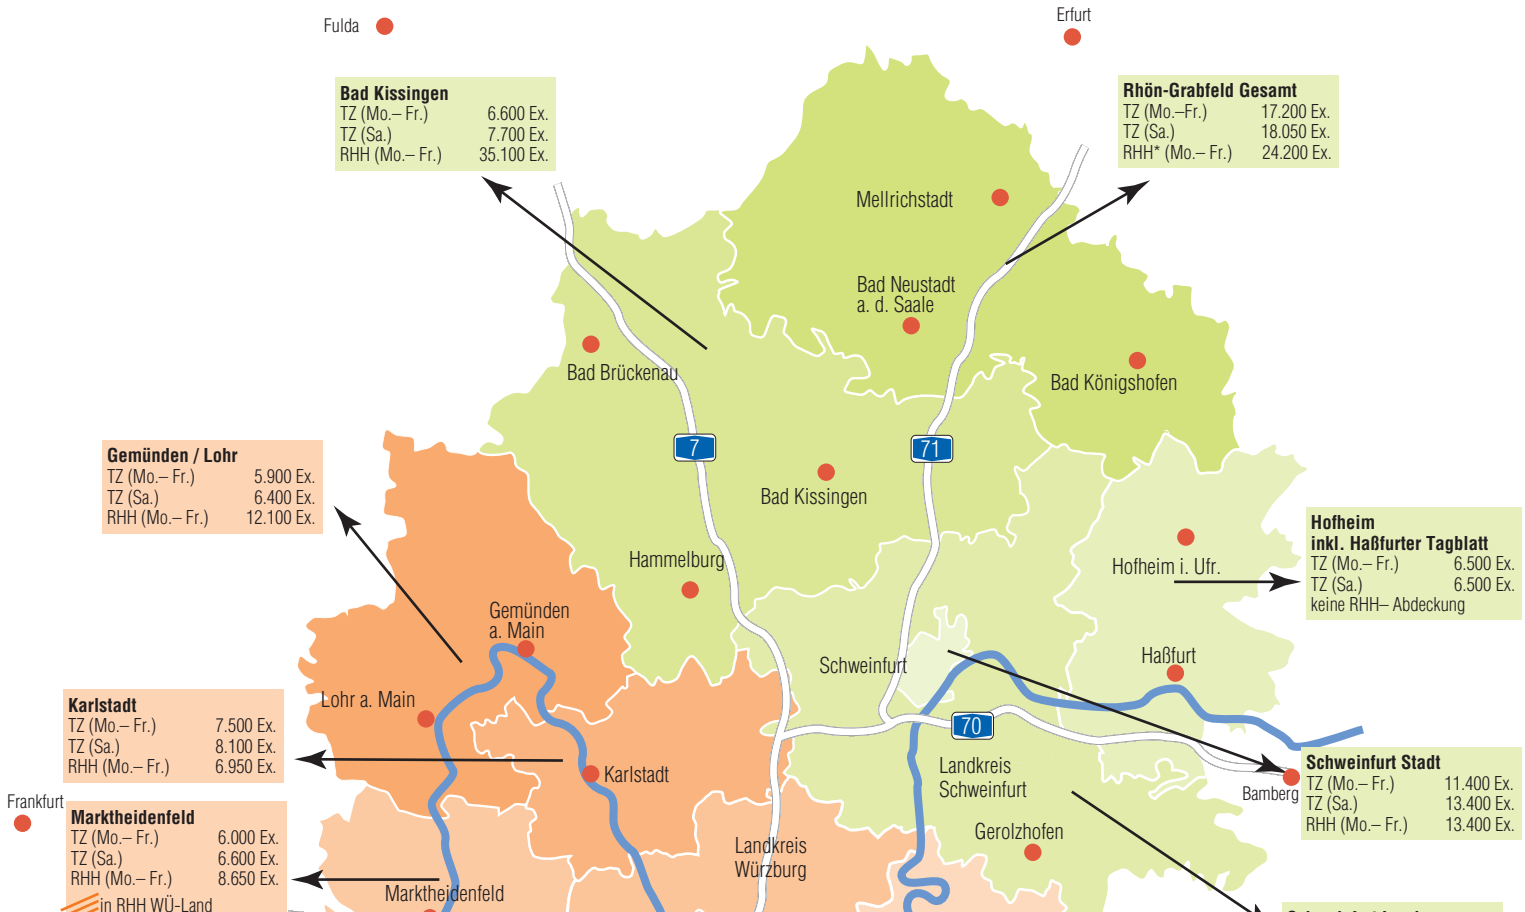 Fulda
Erfurt
Bad Kissingen
TZ (Mo.– Fr.) 6.600 Ex.
TZ (Sa.) 7.700 Ex.
RHH (Mo.– Fr.) 35.100 Ex.
Rhön-Grabfeld Gesamt
TZ (Mo.–Fr.) 17.200 Ex.
TZ (Sa.) 18.050 Ex.
RHH* (Mo.– Fr.) 24.200 Ex.
Mellrichstadt
Bad Neustadt
a. d. Saale
Bad Brückenau
Bad Königshofen
7
71
Gemünden / Lohr
TZ (Mo.– Fr.) 5.900 Ex.
TZ (Sa.) 6.400 Ex.
RHH (Mo.– Fr.) 12.100 Ex.
Bad Kissingen
Hofheim
inkl. Haßfurter Tagblatt
TZ (Mo.– Fr.) 6.500 Ex.
TZ (Sa.) 6.500 Ex.
keine RHH– Abdeckung
Hammelburg
Hofheim i. Ufr.
Gemünden
a. Main
Schweinfurt
Haßfurt
Lohr a. Main
Karlstadt
TZ (Mo.– Fr.) 7.500 Ex.
TZ (Sa.) 8.100 Ex.
RHH (Mo.– Fr.) 6.950 Ex.
70
Karlstadt
Landkreis
Schweinfurt
Schweinfurt Stadt
TZ (Mo.– Fr.) 11.400 Ex.
TZ (Sa.) 13.400 Ex.
RHH (Mo.– Fr.) 13.400 Ex.
Bamberg
Frankfurt
Marktheidenfeld
TZ (Mo.– Fr.) 6.000 Ex.
TZ (Sa.) 6.600 Ex.
RHH (Mo.– Fr.) 8.650 Ex.
in RHH WÜ-Land
Gerolzhofen
Landkreis
Würzburg
Marktheidenfeld